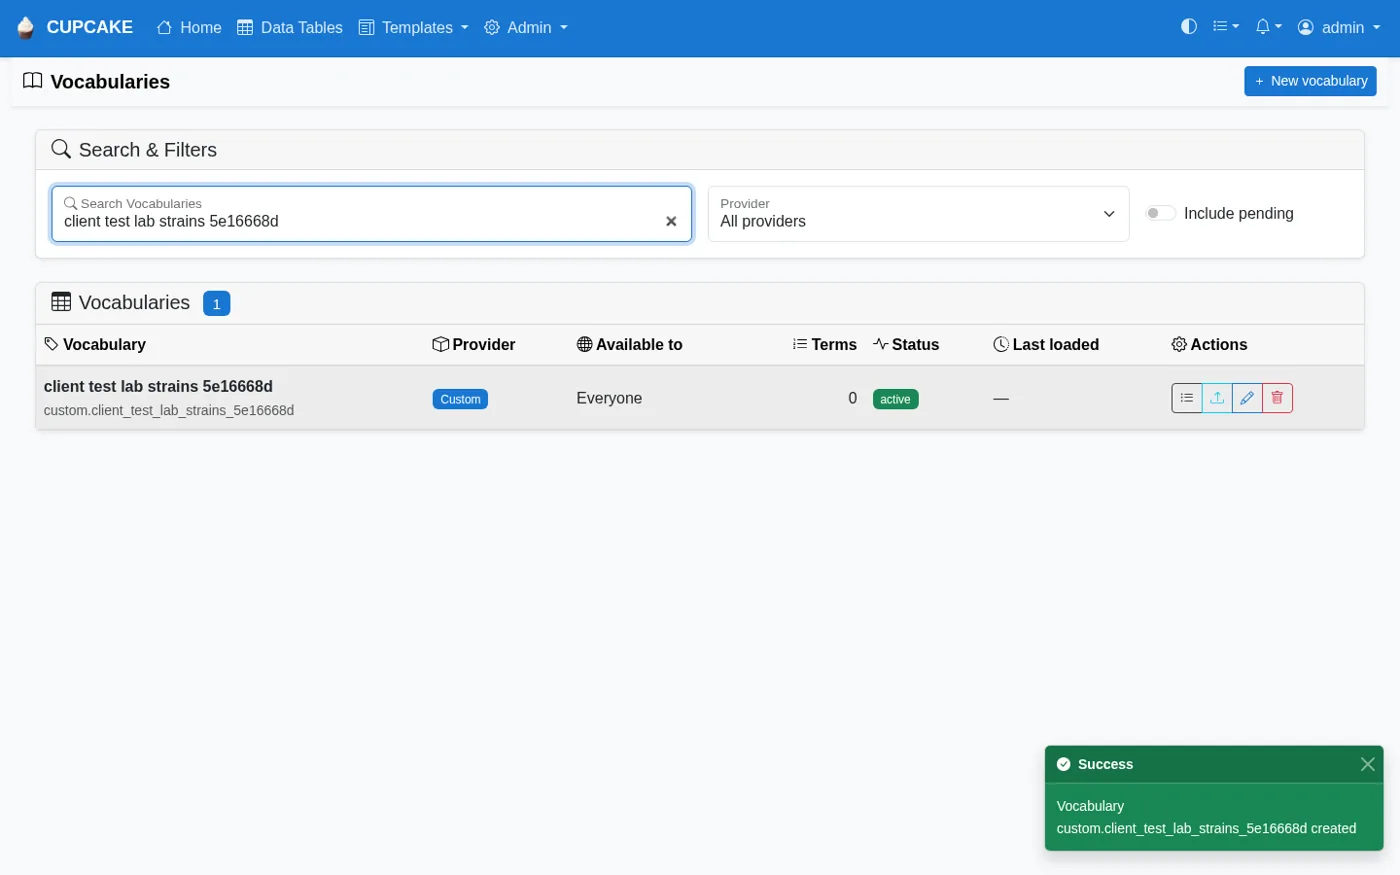 CUPCAKE Home Data Tables Templates Admin admin
Vocabularies
+ New vocabulary
Search & Filters
Search Vocabularies
client test lab strains 5e16668d
Provider
All providers
Include pending
Vocabularies 1
Vocabulary Provider Available to Terms Status Last loaded Actions
client test lab strains 5e16668d
custom.client_test_lab_strains_5e16668d
Custom Everyone 0 active —
Success
Vocabulary
custom.client_test_lab_strains_5e16668d created